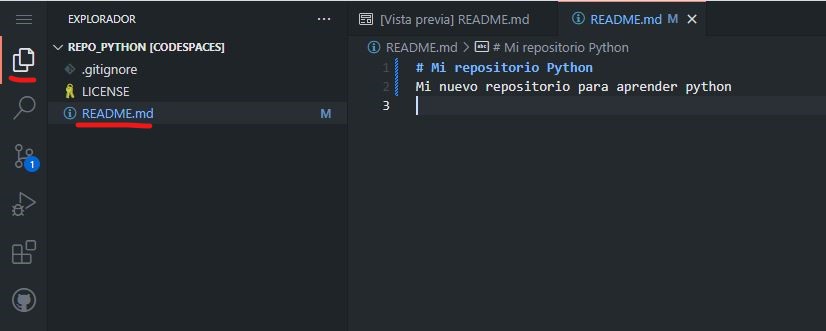 EXPLORADOR
REPO_PYTHON [CODESPACES]
.gitignore
LICENSE
README.md M
1
[Vista previa] README.md
README.md M
README.md > abc # Mi repositorio Python
1 # Mi repositorio Python
2 Mi nuevo repositorio para aprender python
3